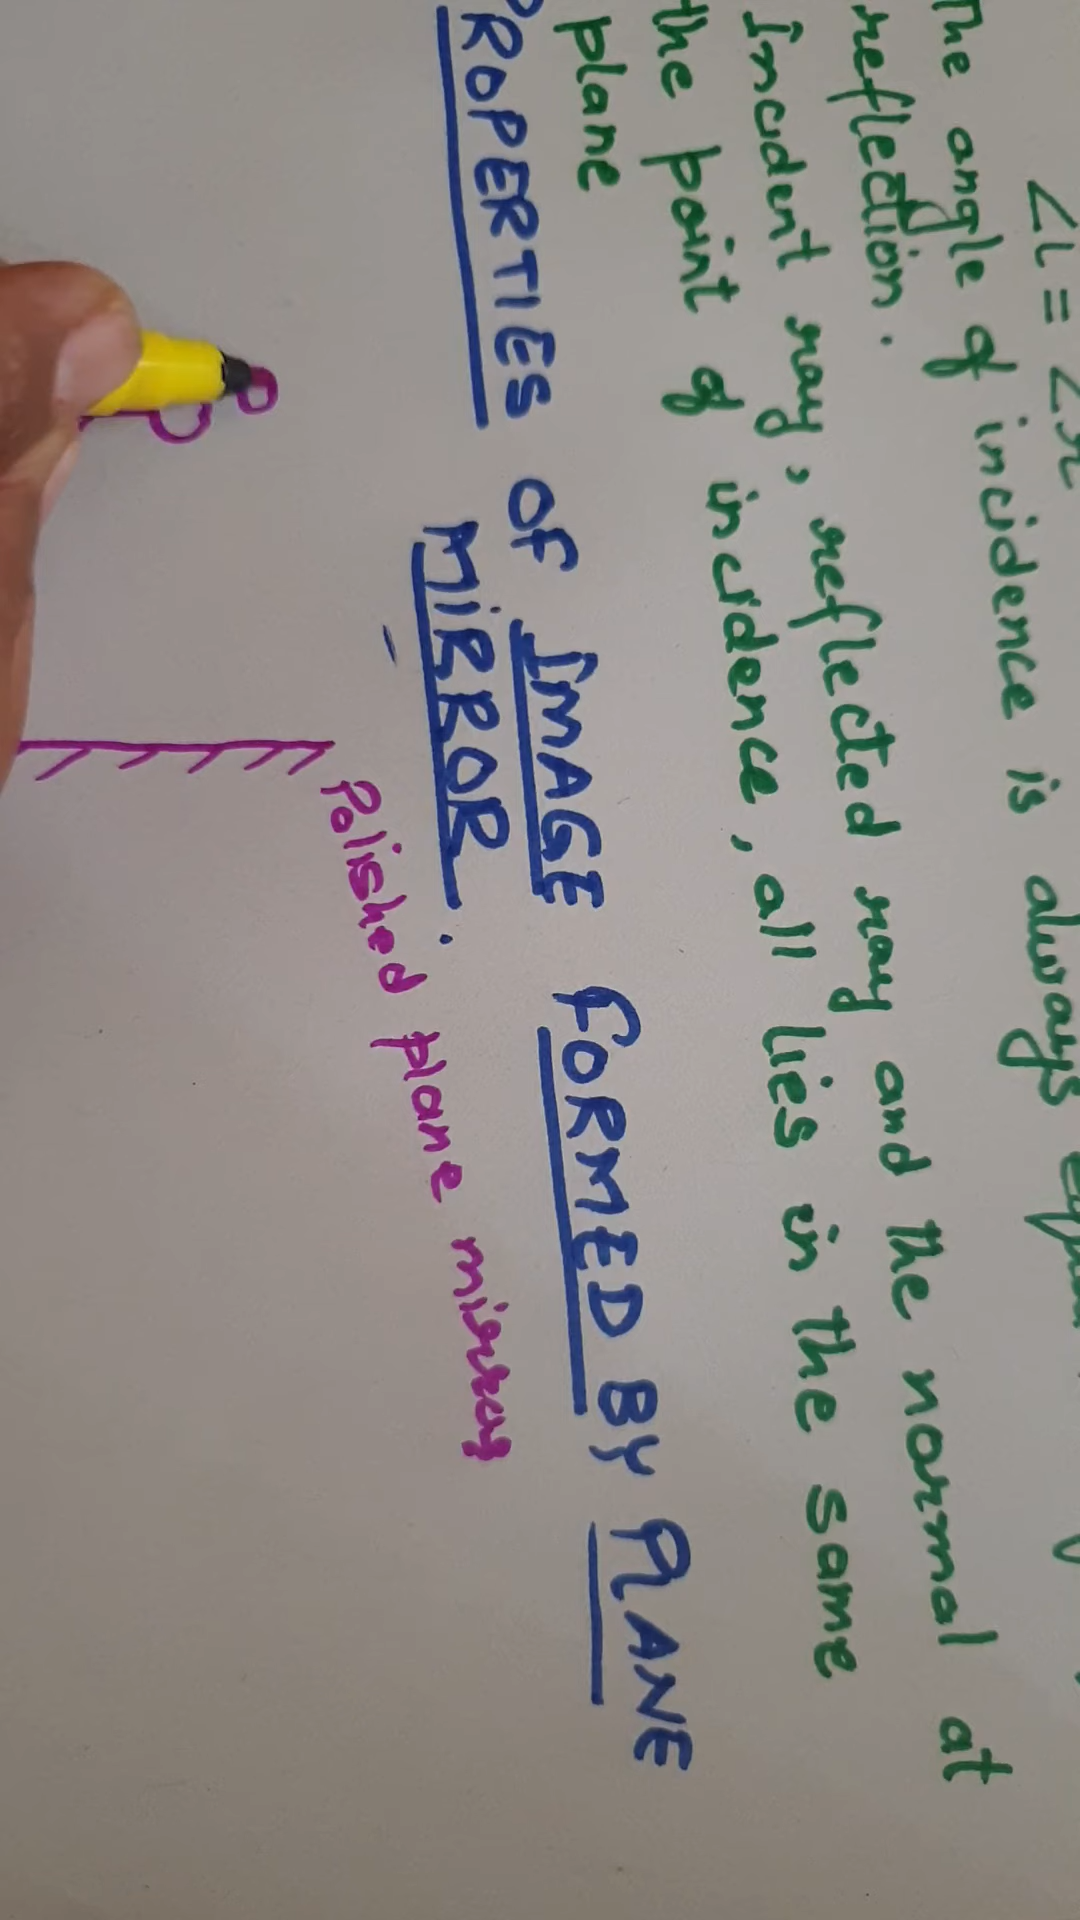 ∠i = ∠r
The angle of incidence is always
reflection.
Incident ray, reflected ray and the normal at
the point of incidence, all lies in the same
plane
PROPERTIES OF IMAGE FORMED BY PLANE
MIRROR.
Polished plane mirror